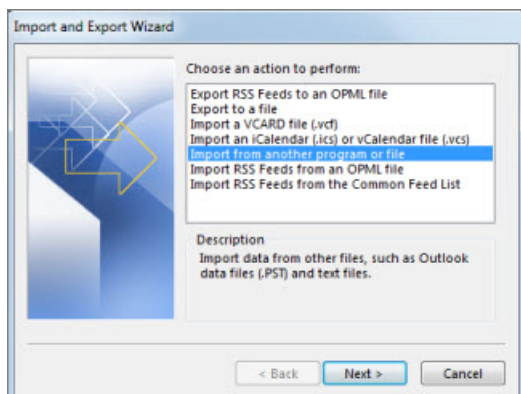 Import and Export Wizard
Choose an action to perform:
Export RSS Feeds to an OPML file
Export to a file
Import a VCARD file (.vcf)
Import an iCalendar (.ics) or vCalendar file (.vcs)
Import from another program or file
Import RSS Feeds from an OPML file
Import RSS Feeds from the Common Feed List
Description
Import data from other files, such as Outlook
data files (.PST) and text files.
< Back Next > Cancel